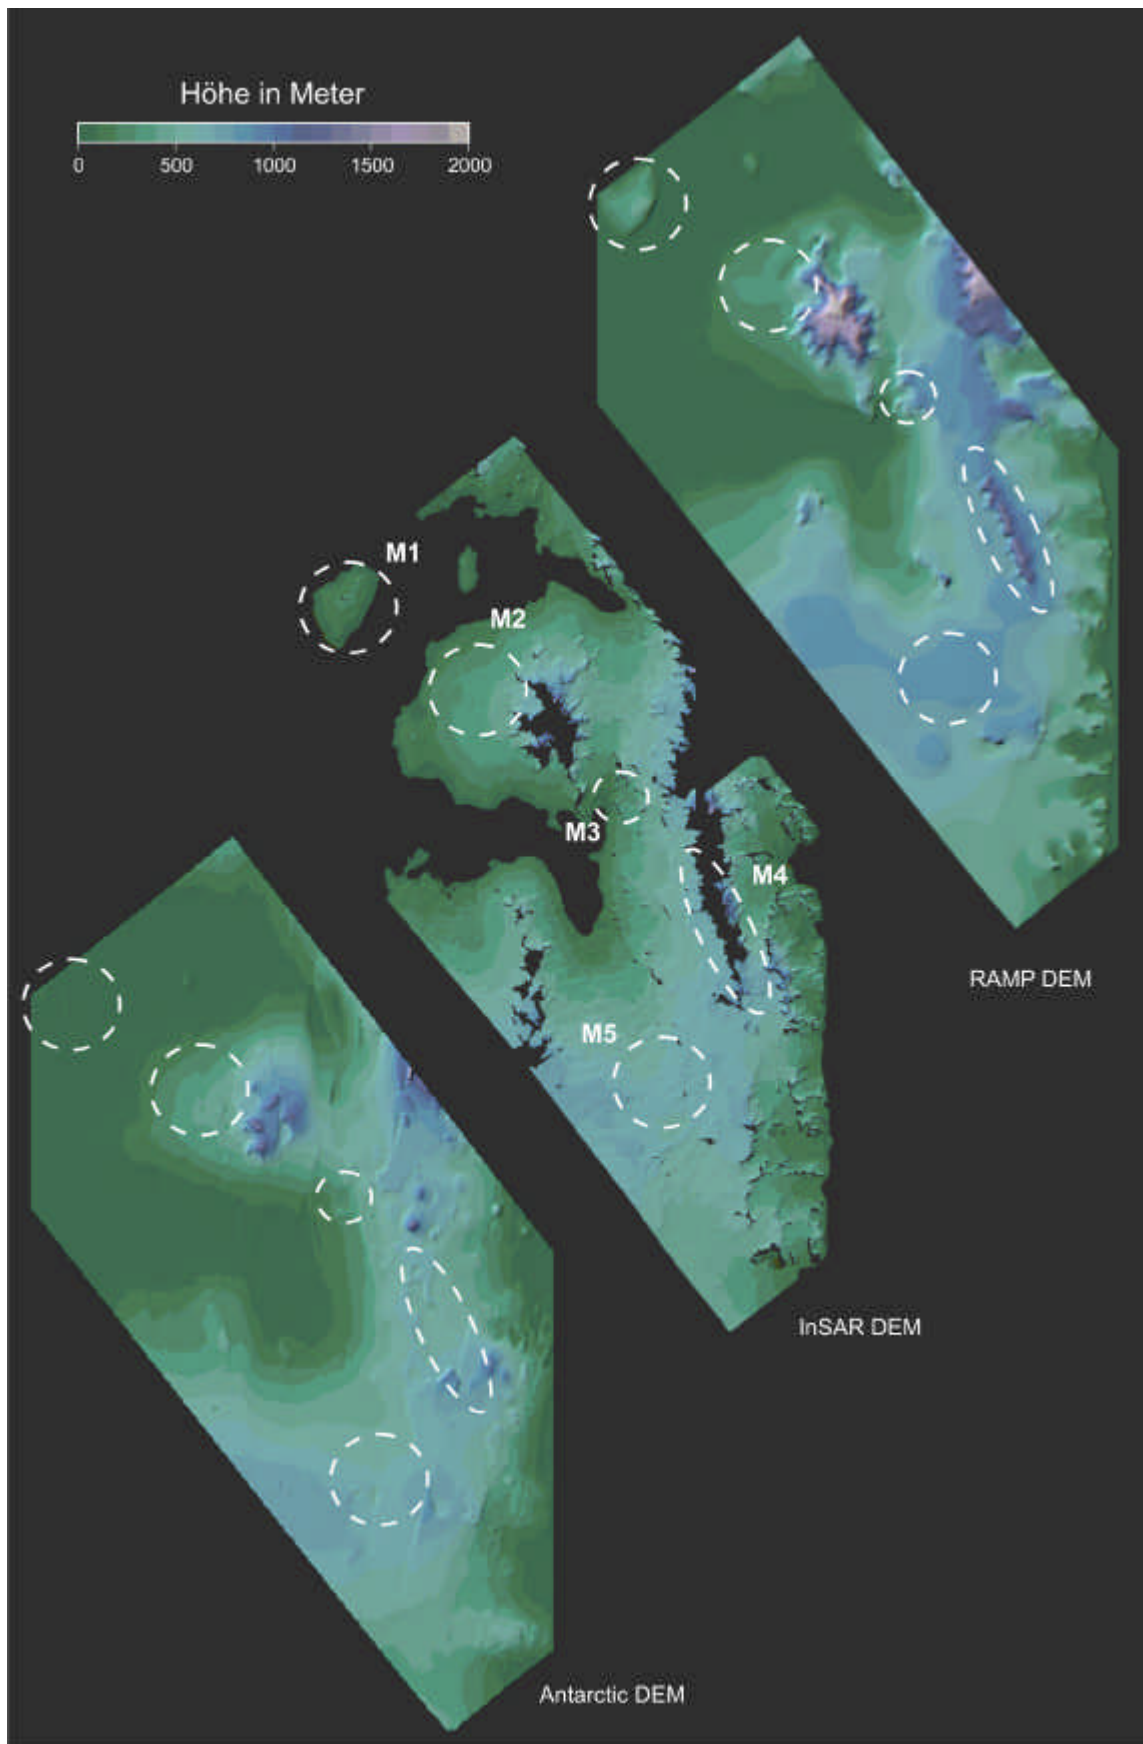 Höhe in Meter
0 500 1000 1500 2000
M1
M2
M3
M4
RAMP DEM
M5
InSAR DEM
Antarctic DEM